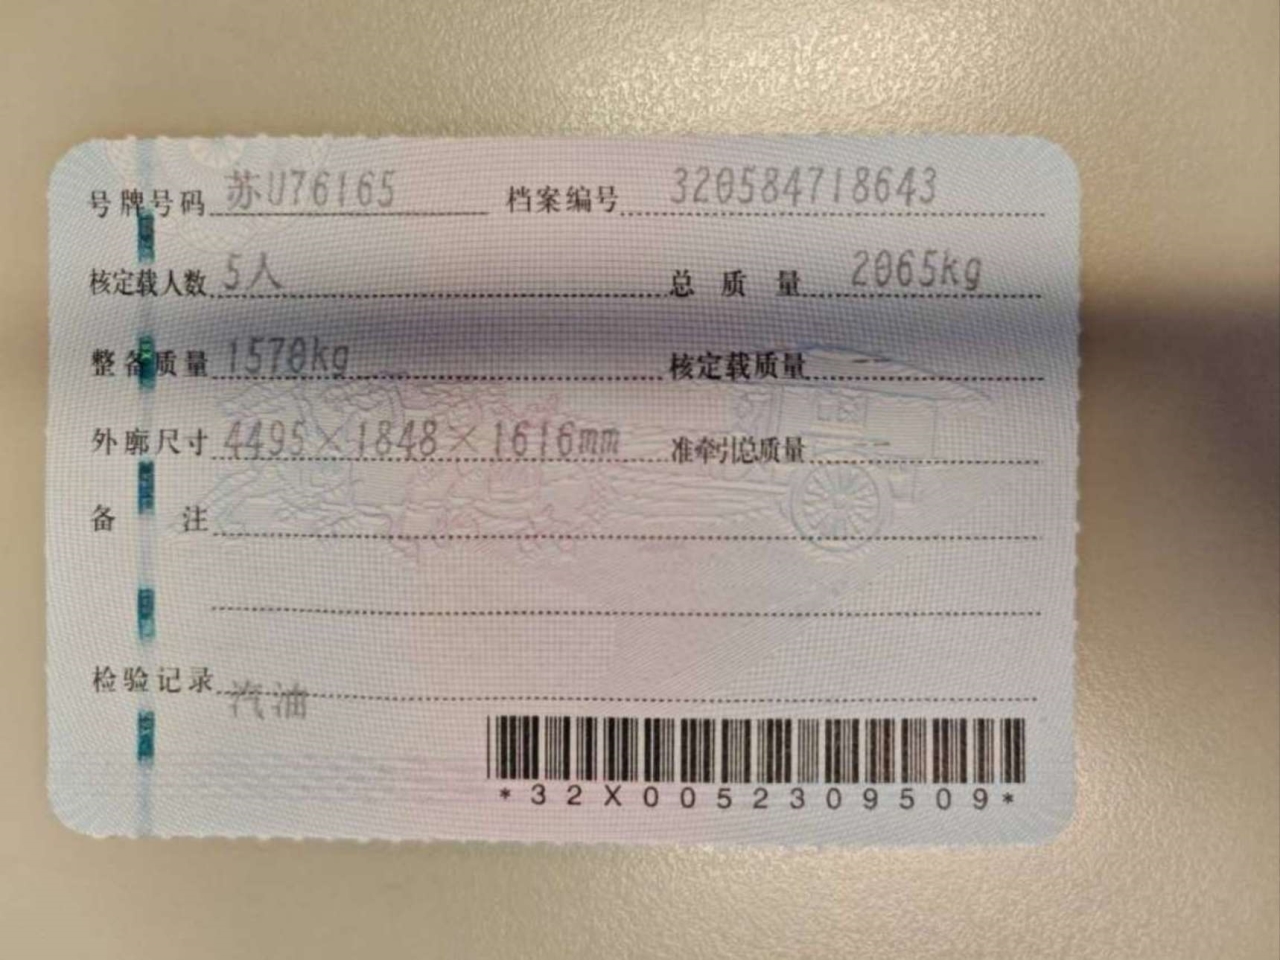 号牌号码 苏U76165 档案编号 320584718643
核定载人数 5人 总质量 2065kg
整备质量 1570kg 核定载质量 --
外廓尺寸 4495×1848×1616mm 准牵引总质量 --
备注
检验记录 汽油
*32X0052309509*